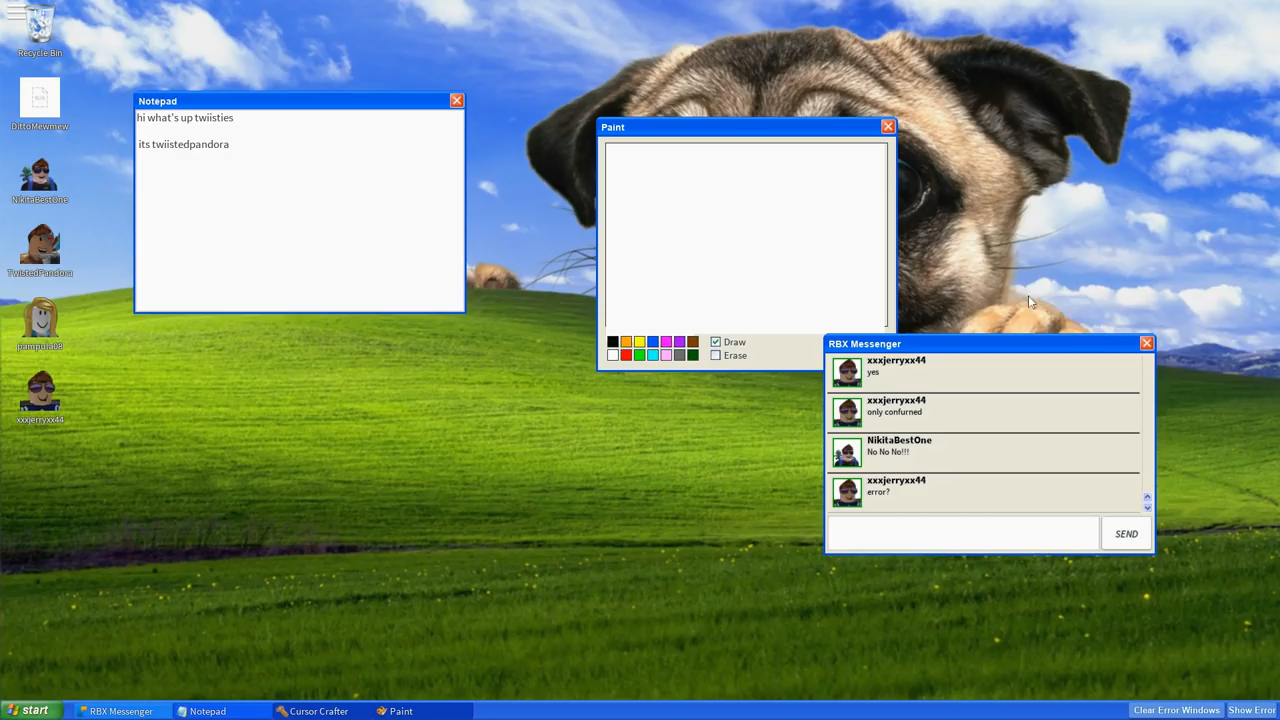 Recycle Bin
DittoMewmew
NikitaBestOne
TwistedPandora
pampula08
xxxjerryxx44
Notepad
hi what's up twiisties
its twiistedpandora
Paint
Draw
Erase
RBX Messenger
xxxjerryxx44
yes
xxxjerryxx44
only confurned
NikitaBestOne
No No No!!!
xxxjerryxx44
error?
SEND
start
RBX Messenger
Notepad
Cursor Crafter
Paint
Clear Error Windows
Show Error